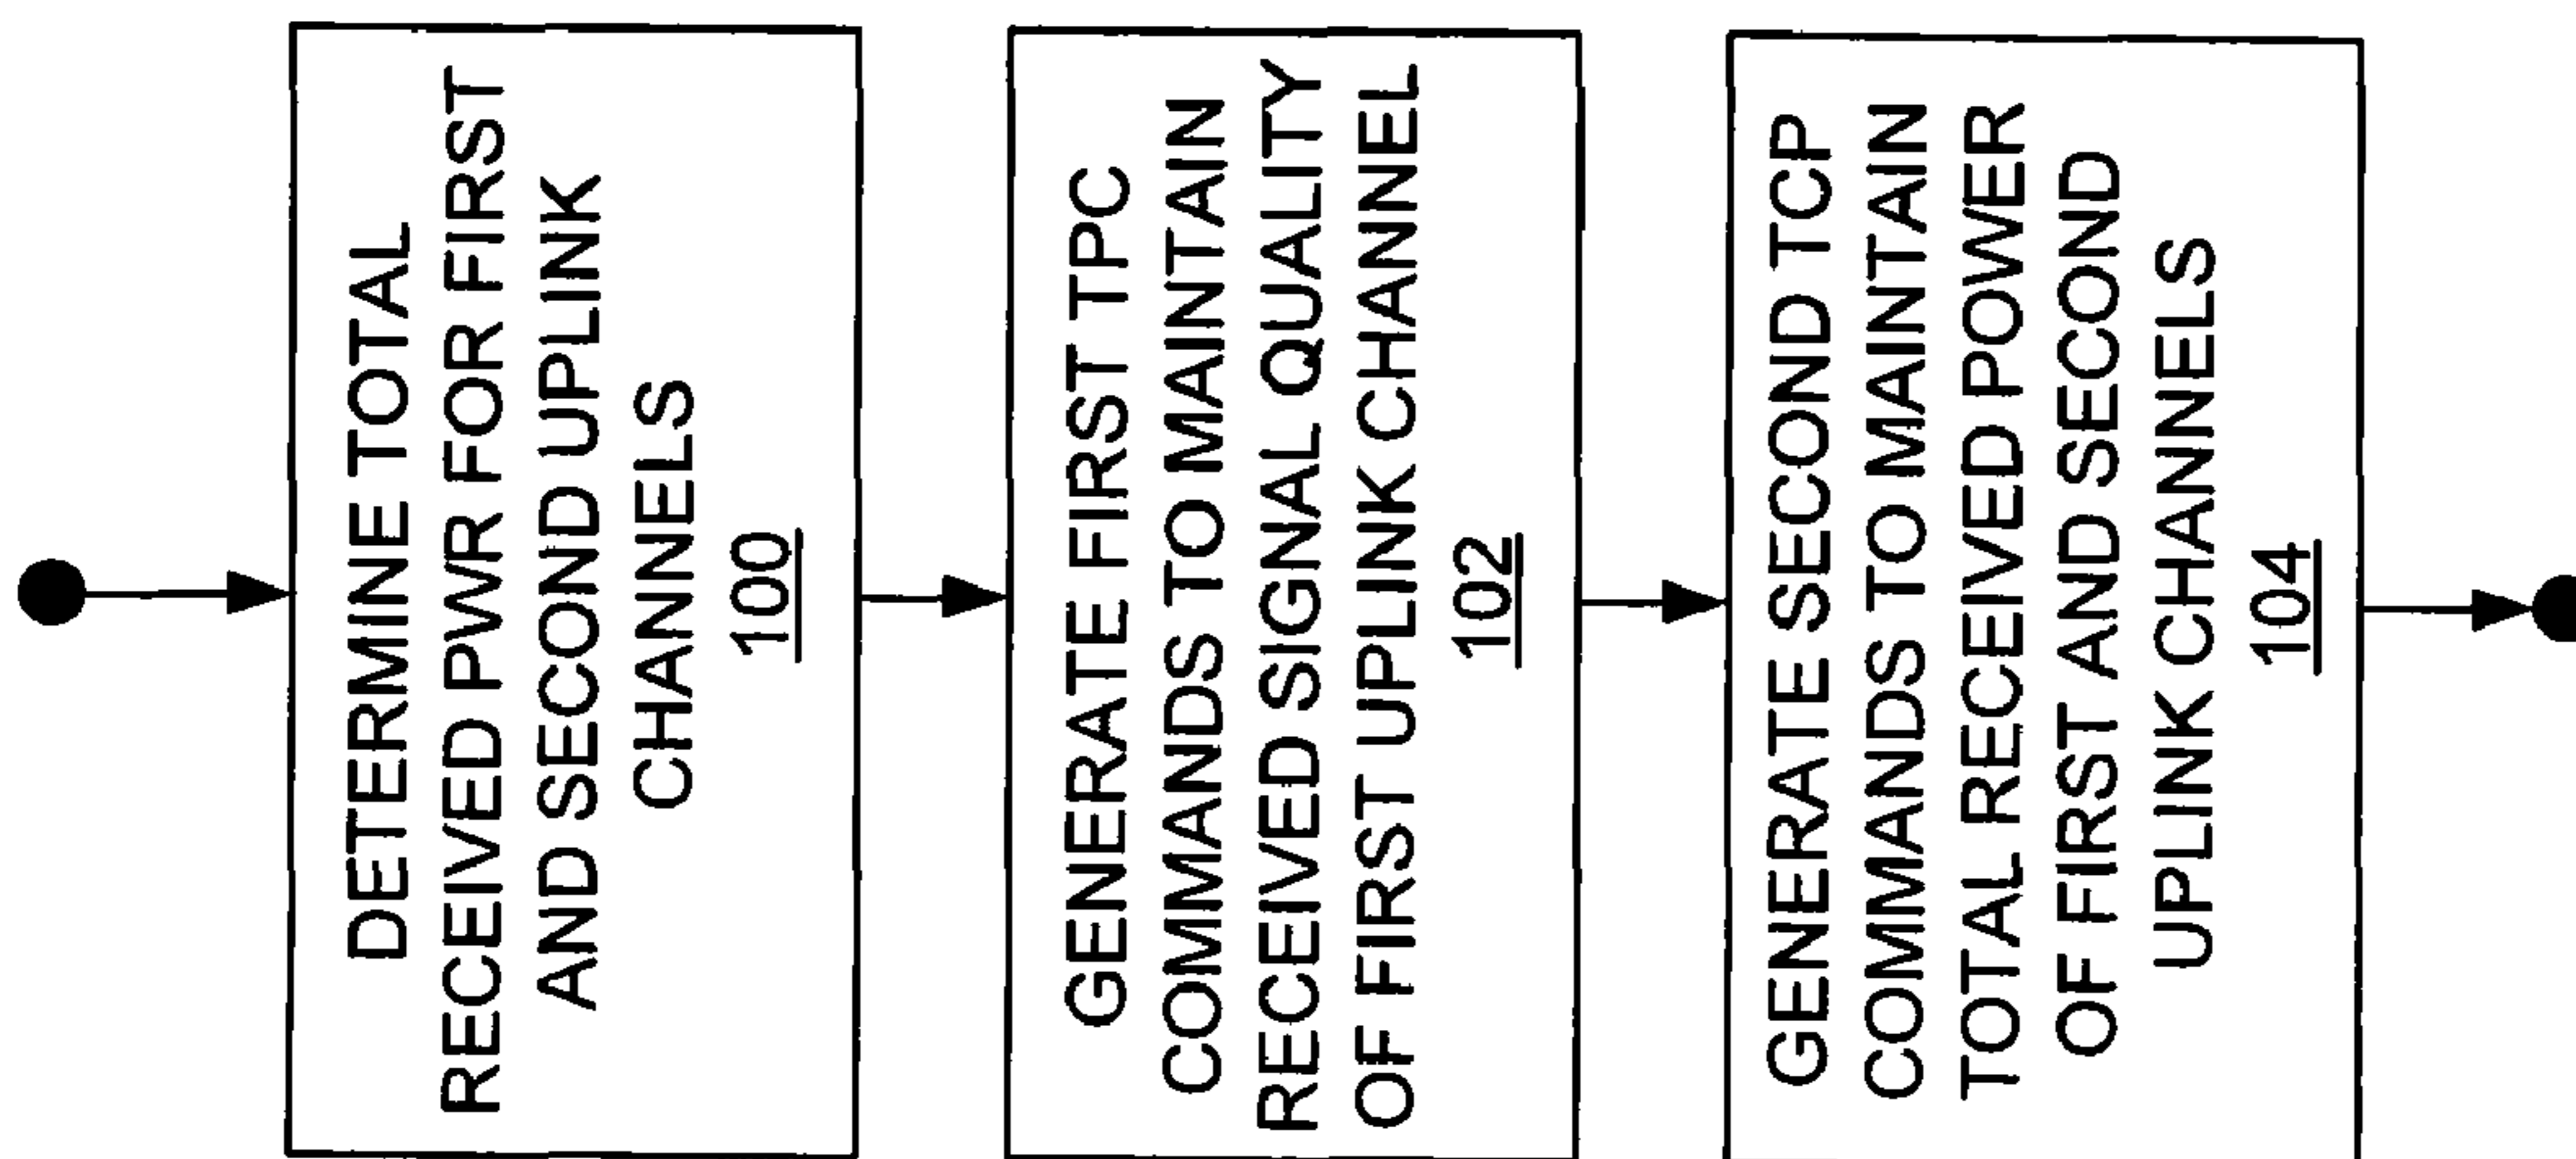 DETERMINE TOTAL
RECEIVED PWR FOR FIRST
AND SECOND UPLINK
CHANNELS
100
GENERATE FIRST TPC
COMMANDS TO MAINTAIN
RECEIVED SIGNAL QUALITY
OF FIRST UPLINK CHANNEL
102
GENERATE SECOND TCP
COMMANDS TO MAINTAIN
TOTAL RECEIVED POWER
OF FIRST AND SECOND
UPLINK CHANNELS
104